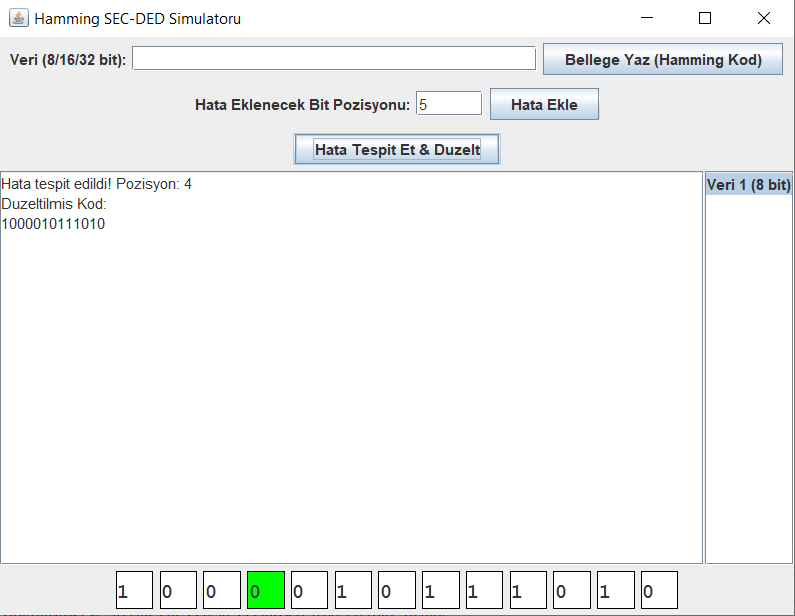 Hamming SEC-DED Simulatoru
Veri (8/16/32 bit):
Bellege Yaz (Hamming Kod)
Hata Eklenecek Bit Pozisyonu: 5
Hata Ekle
Hata Tespit Et & Duzelt
Hata tespit edildi! Pozisyon: 4
Duzeltilmis Kod:
1000010111010
Veri 1 (8 bit)
1 0 0 0 0 1 0 1 1 1 0 1 0